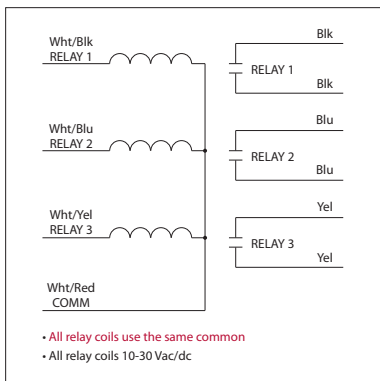 Wht/Blk
RELAY 1
Blk
RELAY 1
Blk
Wht/Blu
RELAY 2
Blu
RELAY 2
Blu
Wht/Yel
RELAY 3
Yel
RELAY 3
Yel
Wht/Red
COMM
• All relay coils use the same common
• All relay coils 10-30 Vac/dc